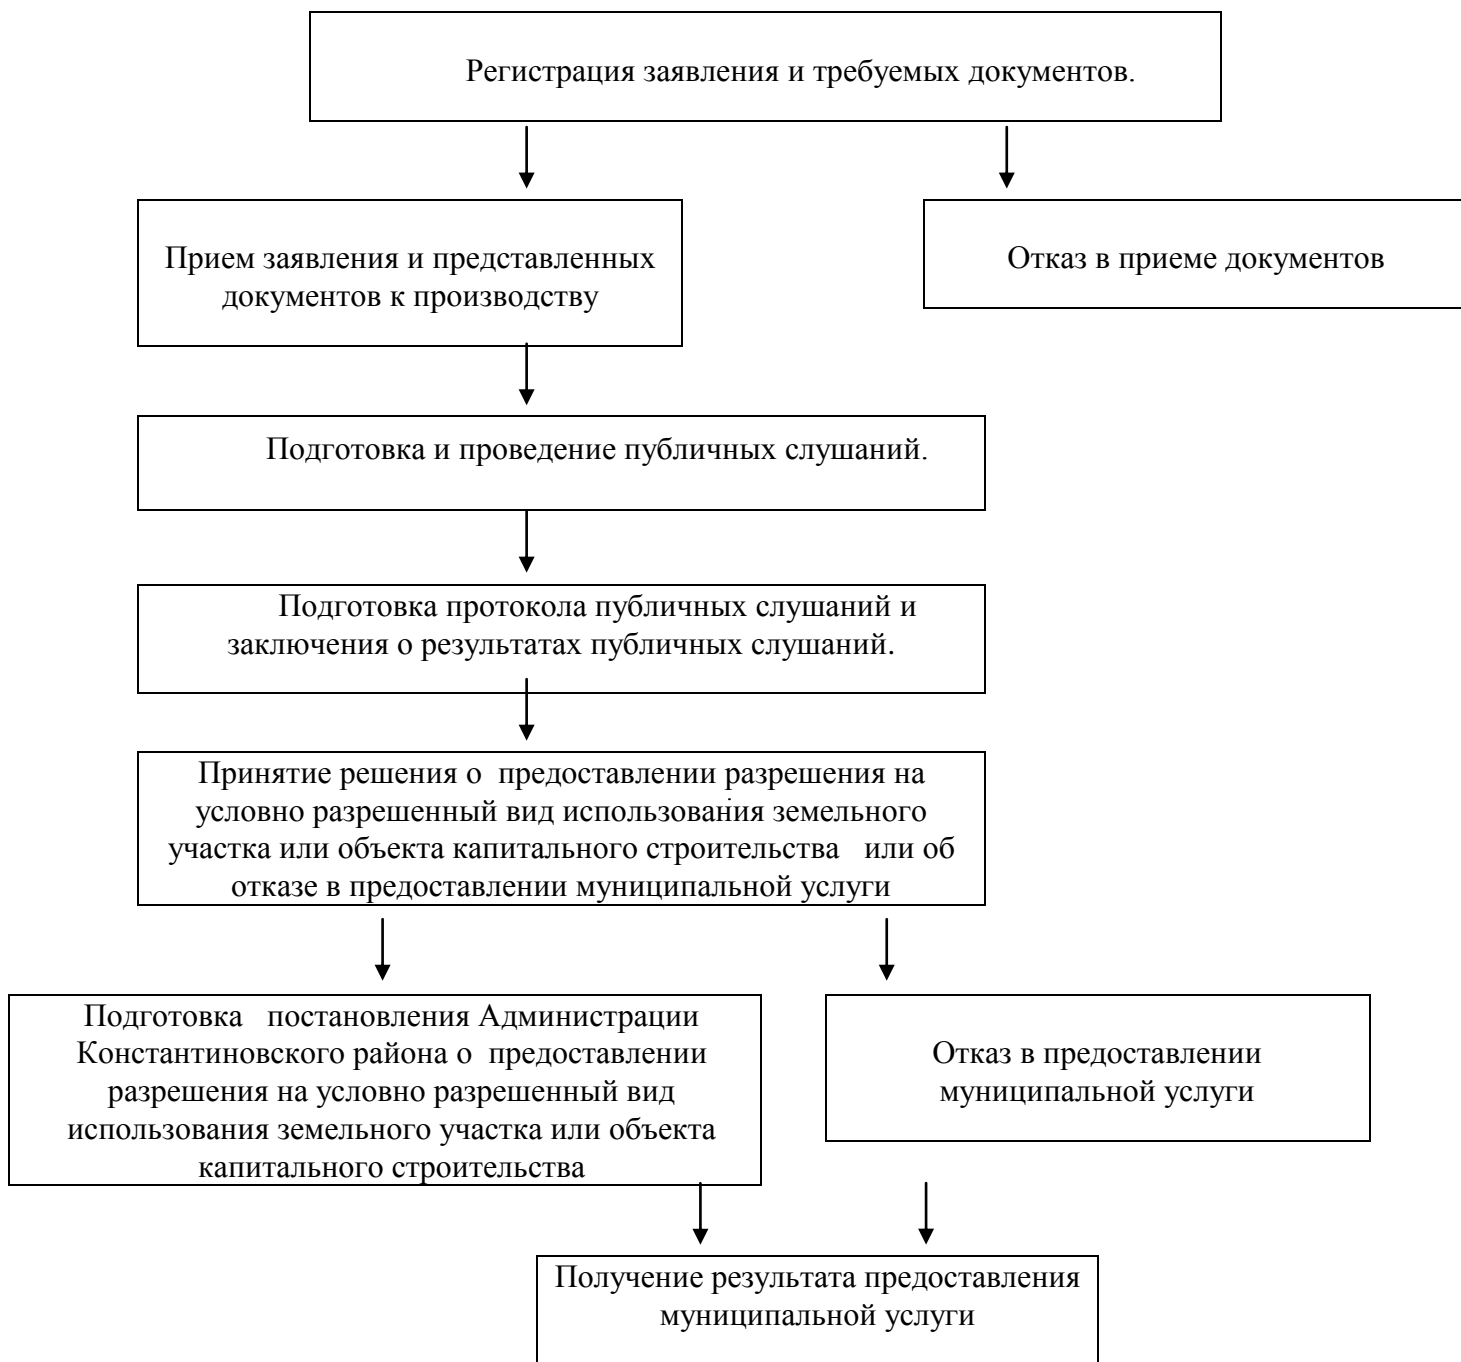 Регистрация заявления и требуемых документов.
Прием заявления и представленных
документов к производству
Отказ в приеме документов
Подготовка и проведение публичных слушаний.
Подготовка протокола публичных слушаний и
заключения о результатах публичных слушаний.
Принятие решения о предоставлении разрешения на
условно разрешенный вид использования земельного
участка или объекта капитального строительства или об
отказе в предоставлении муниципальной услуги
Подготовка постановления Администрации
Константиновского района о предоставлении
разрешения на условно разрешенный вид
использования земельного участка или объекта
капитального строительства
Отказ в предоставлении
муниципальной услуги
Получение результата предоставления
муниципальной услуги